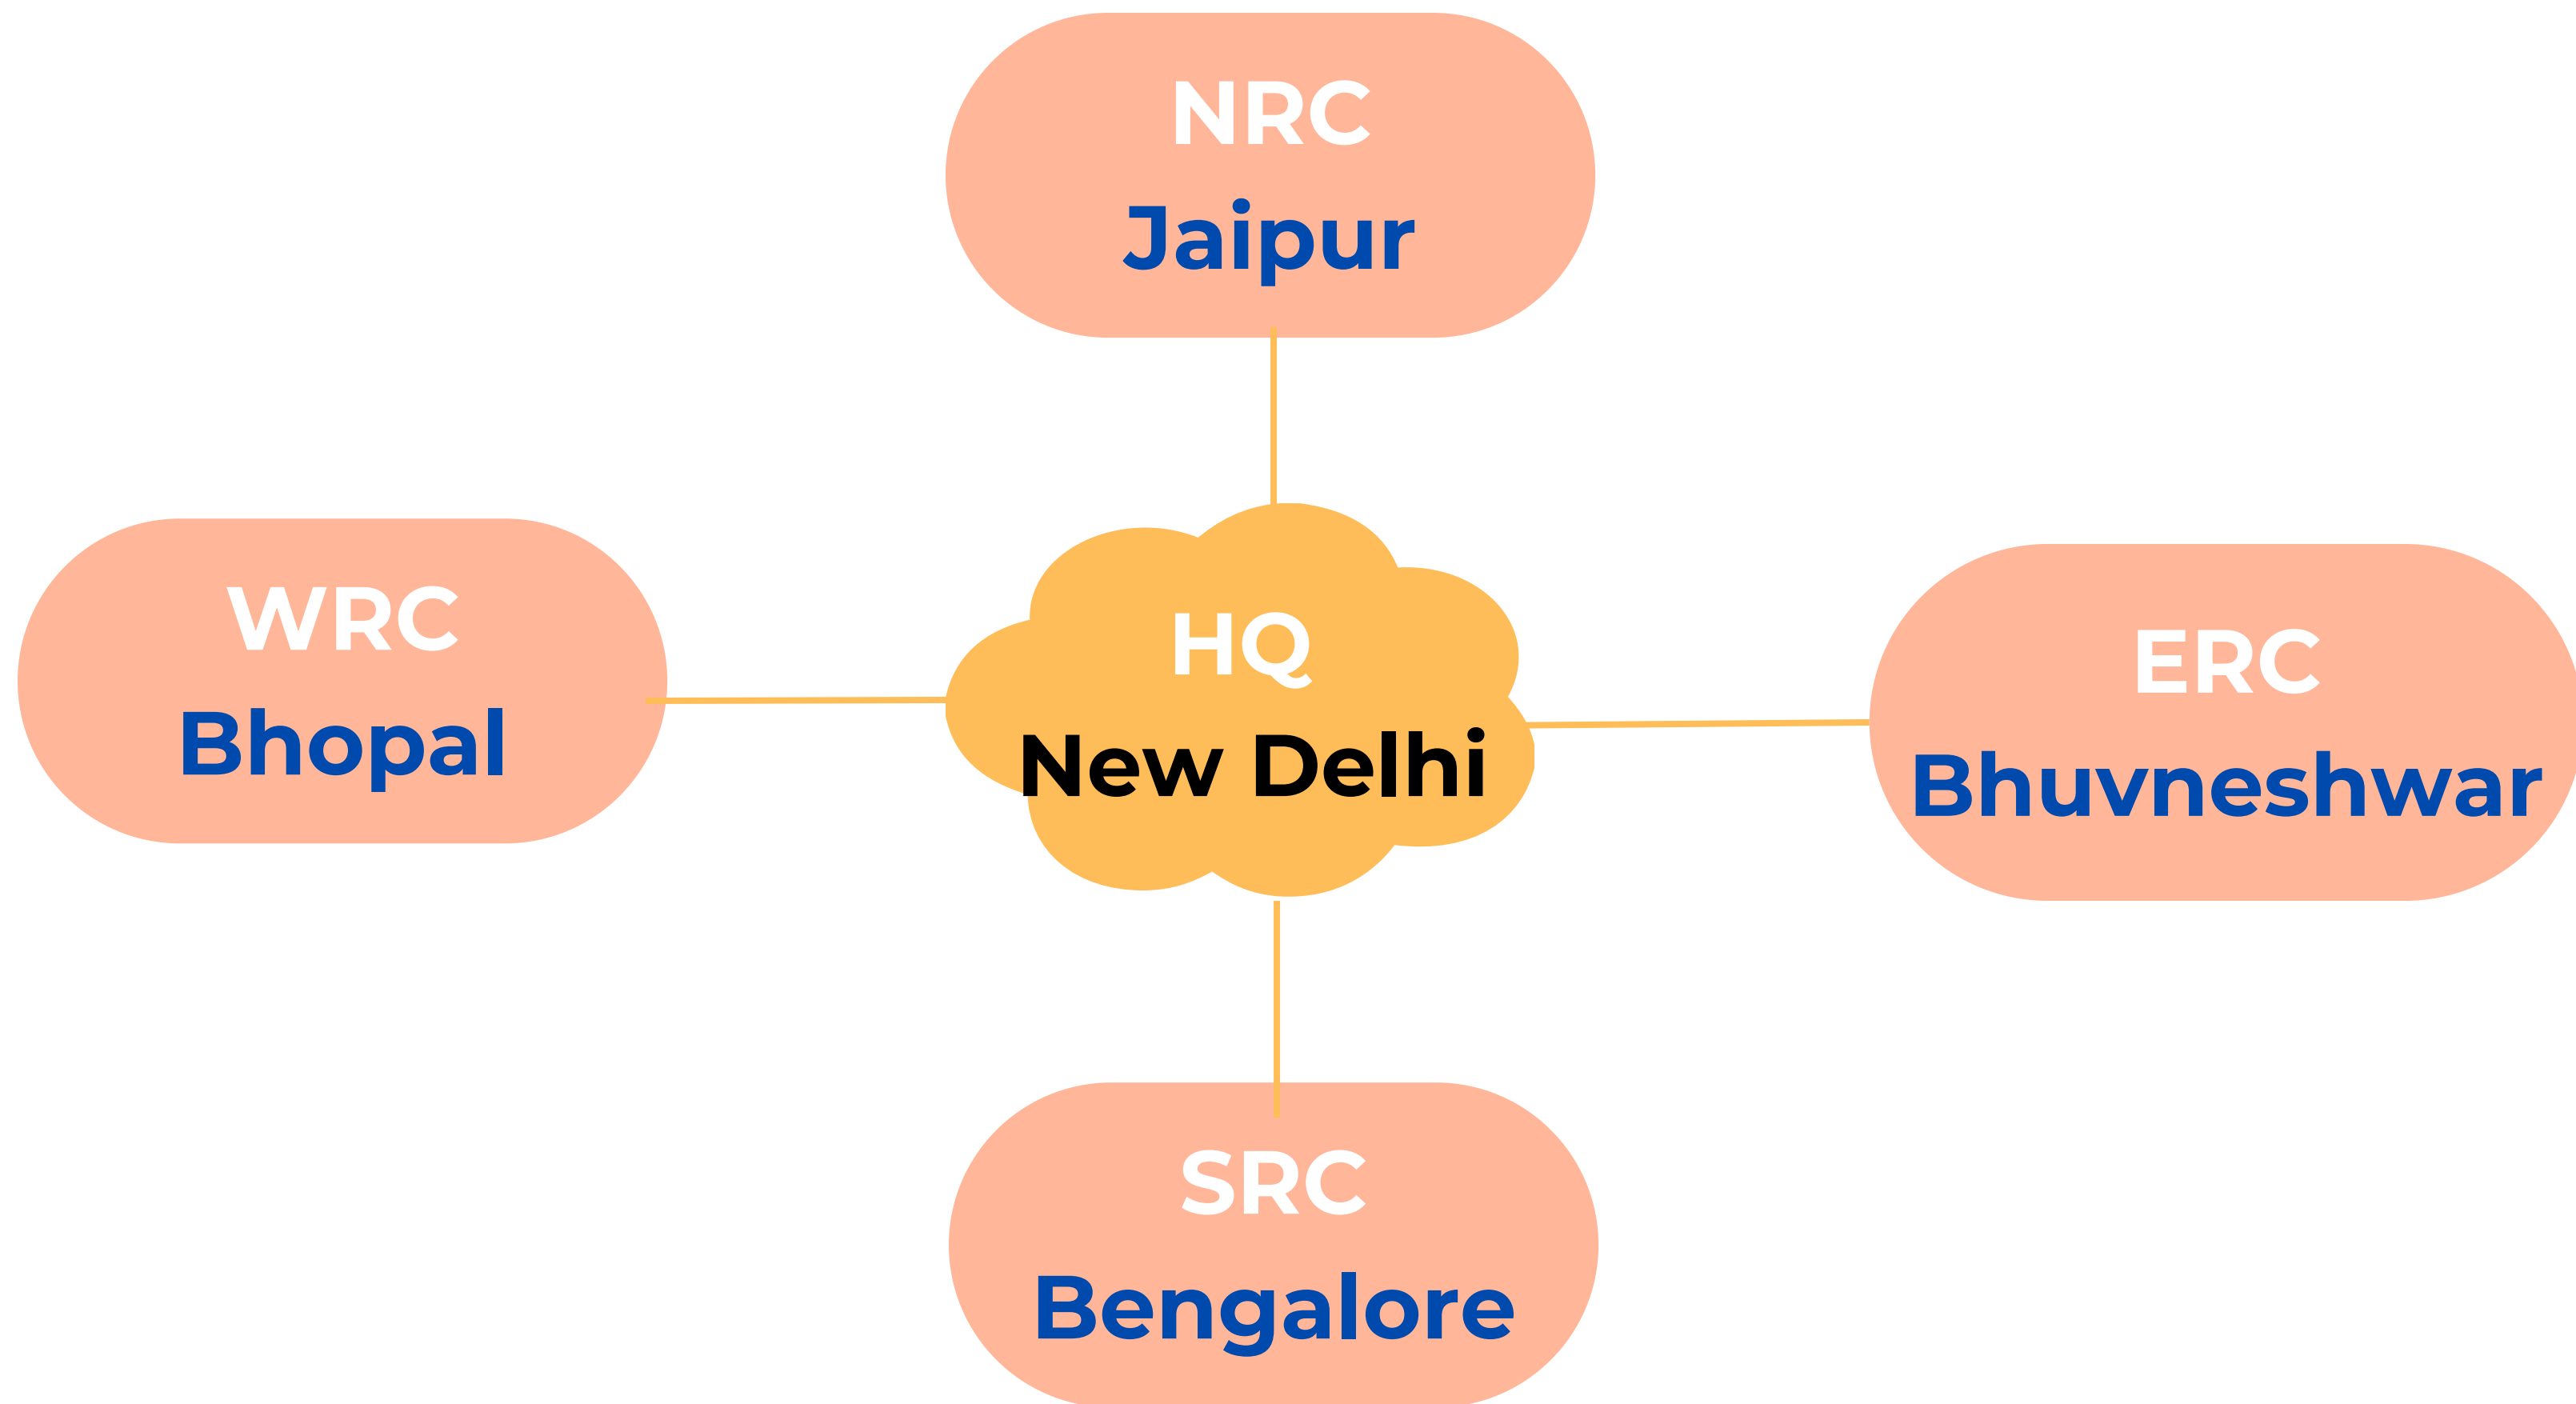 NRC
Jaipur
WRC
Bhopal
HQ
New Delhi
ERC
Bhuvneshwar
SRC
Bengalore